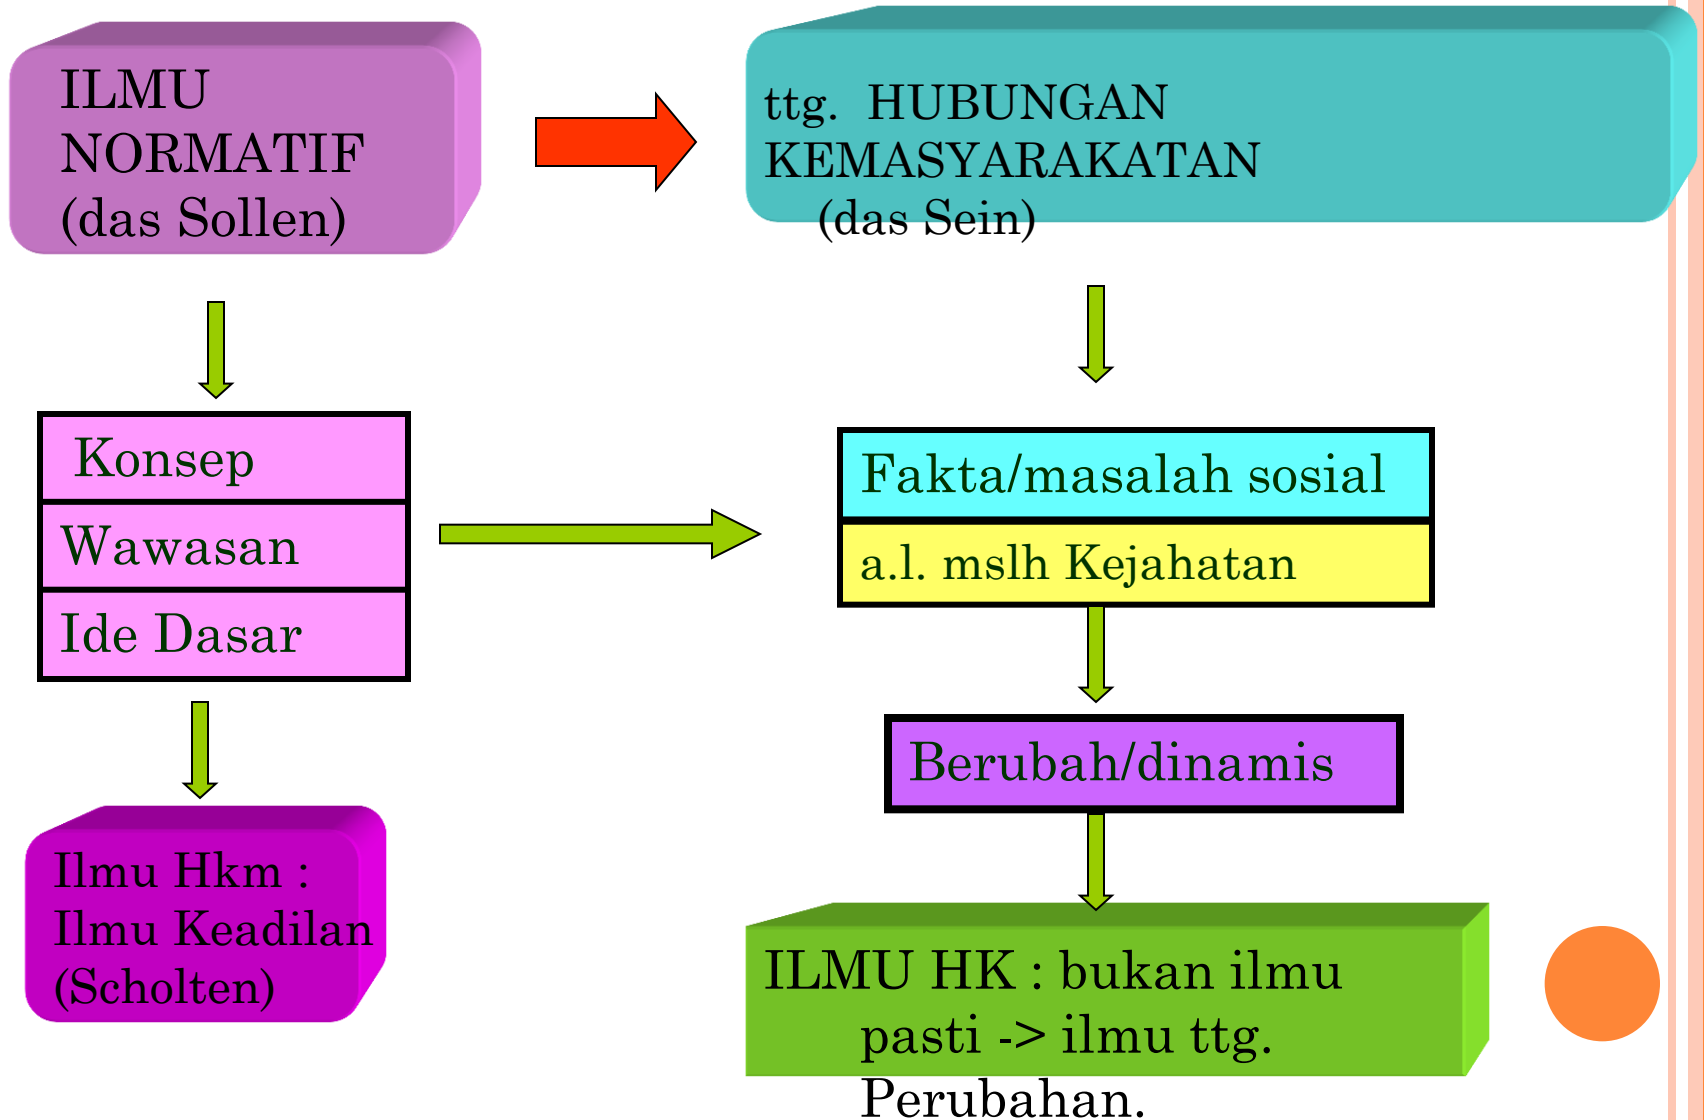 ILMU
NORMATIF
(das Sollen)
ttg. HUBUNGAN
KEMASYARAKATAN
(das Sein)
Konsep
Wawasan
Ide Dasar
Fakta/masalah sosial
a.l. mslh Kejahatan
Berubah/dinamis
Ilmu Hkm :
Ilmu Keadilan
(Scholten)
ILMU HK : bukan ilmu
pasti -> ilmu ttg.
Perubahan.